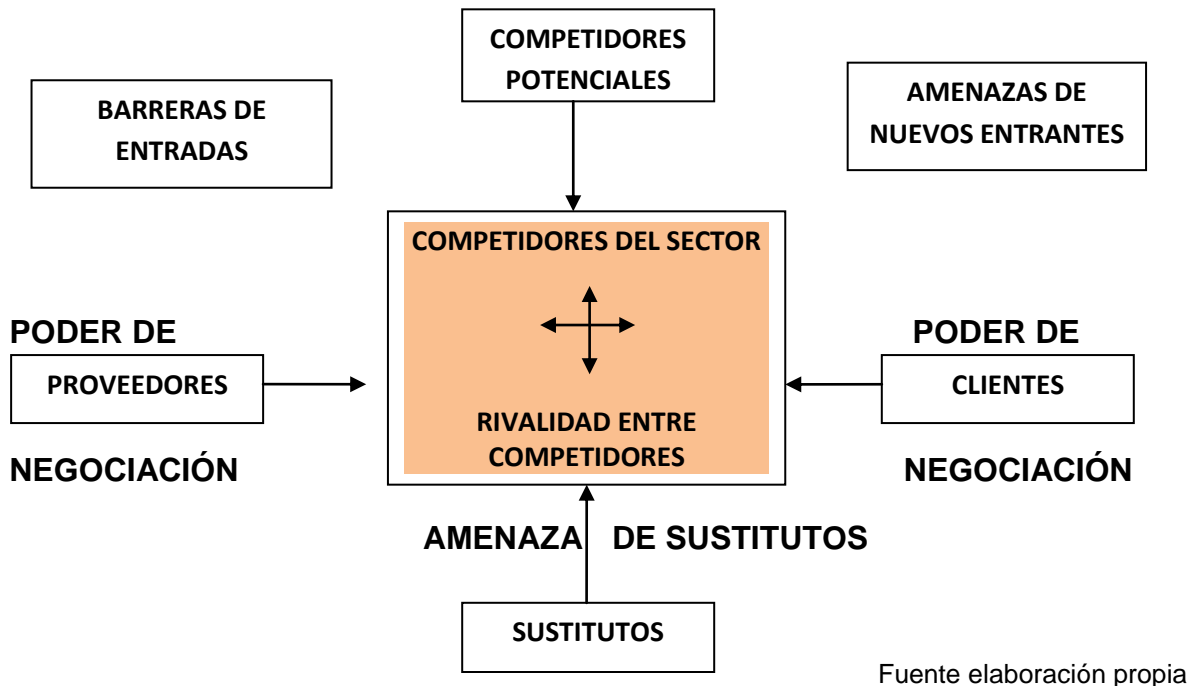 COMPETIDORES
POTENCIALES
BARRERAS DE
ENTRADAS
AMENAZAS DE
NUEVOS ENTRANTES
COMPETIDORES DEL SECTOR
PODER DE
PROVEEDORES
NEGOCIACIÓN
PODER DE
CLIENTES
NEGOCIACIÓN
RIVALIDAD ENTRE
COMPETIDORES
AMENAZA DE SUSTITUTOS
SUSTITUTOS
Fuente elaboración propia